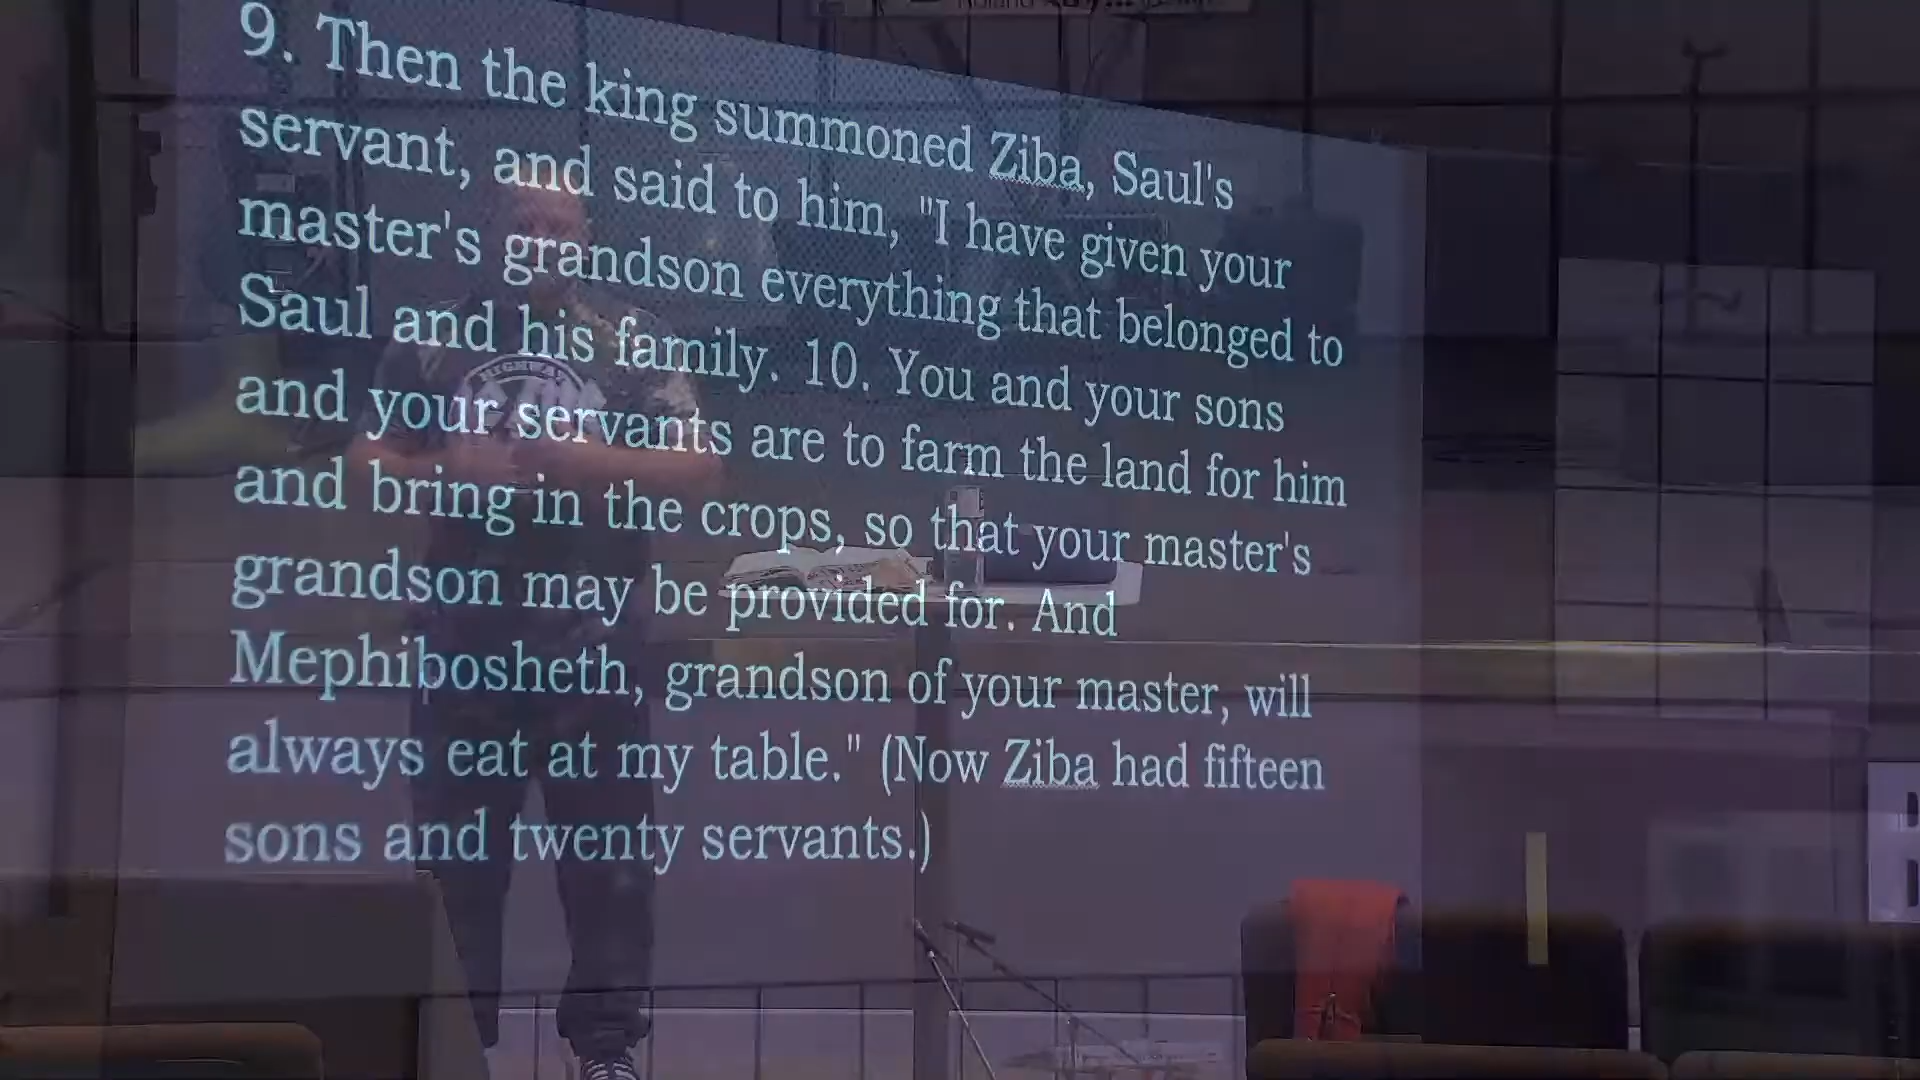 9. Then the king summoned Ziba, Saul's
servant, and said to him, "I have given your
master's grandson everything that belonged to
Saul and his family. 10. You and your sons
and your servants are to farm the land for him
and bring in the crops, so that your master's
grandson may be provided for. And
Mephibosheth, grandson of your master, will
always eat at my table." (Now Ziba had fifteen
sons and twenty servants.)
HIGHWAY